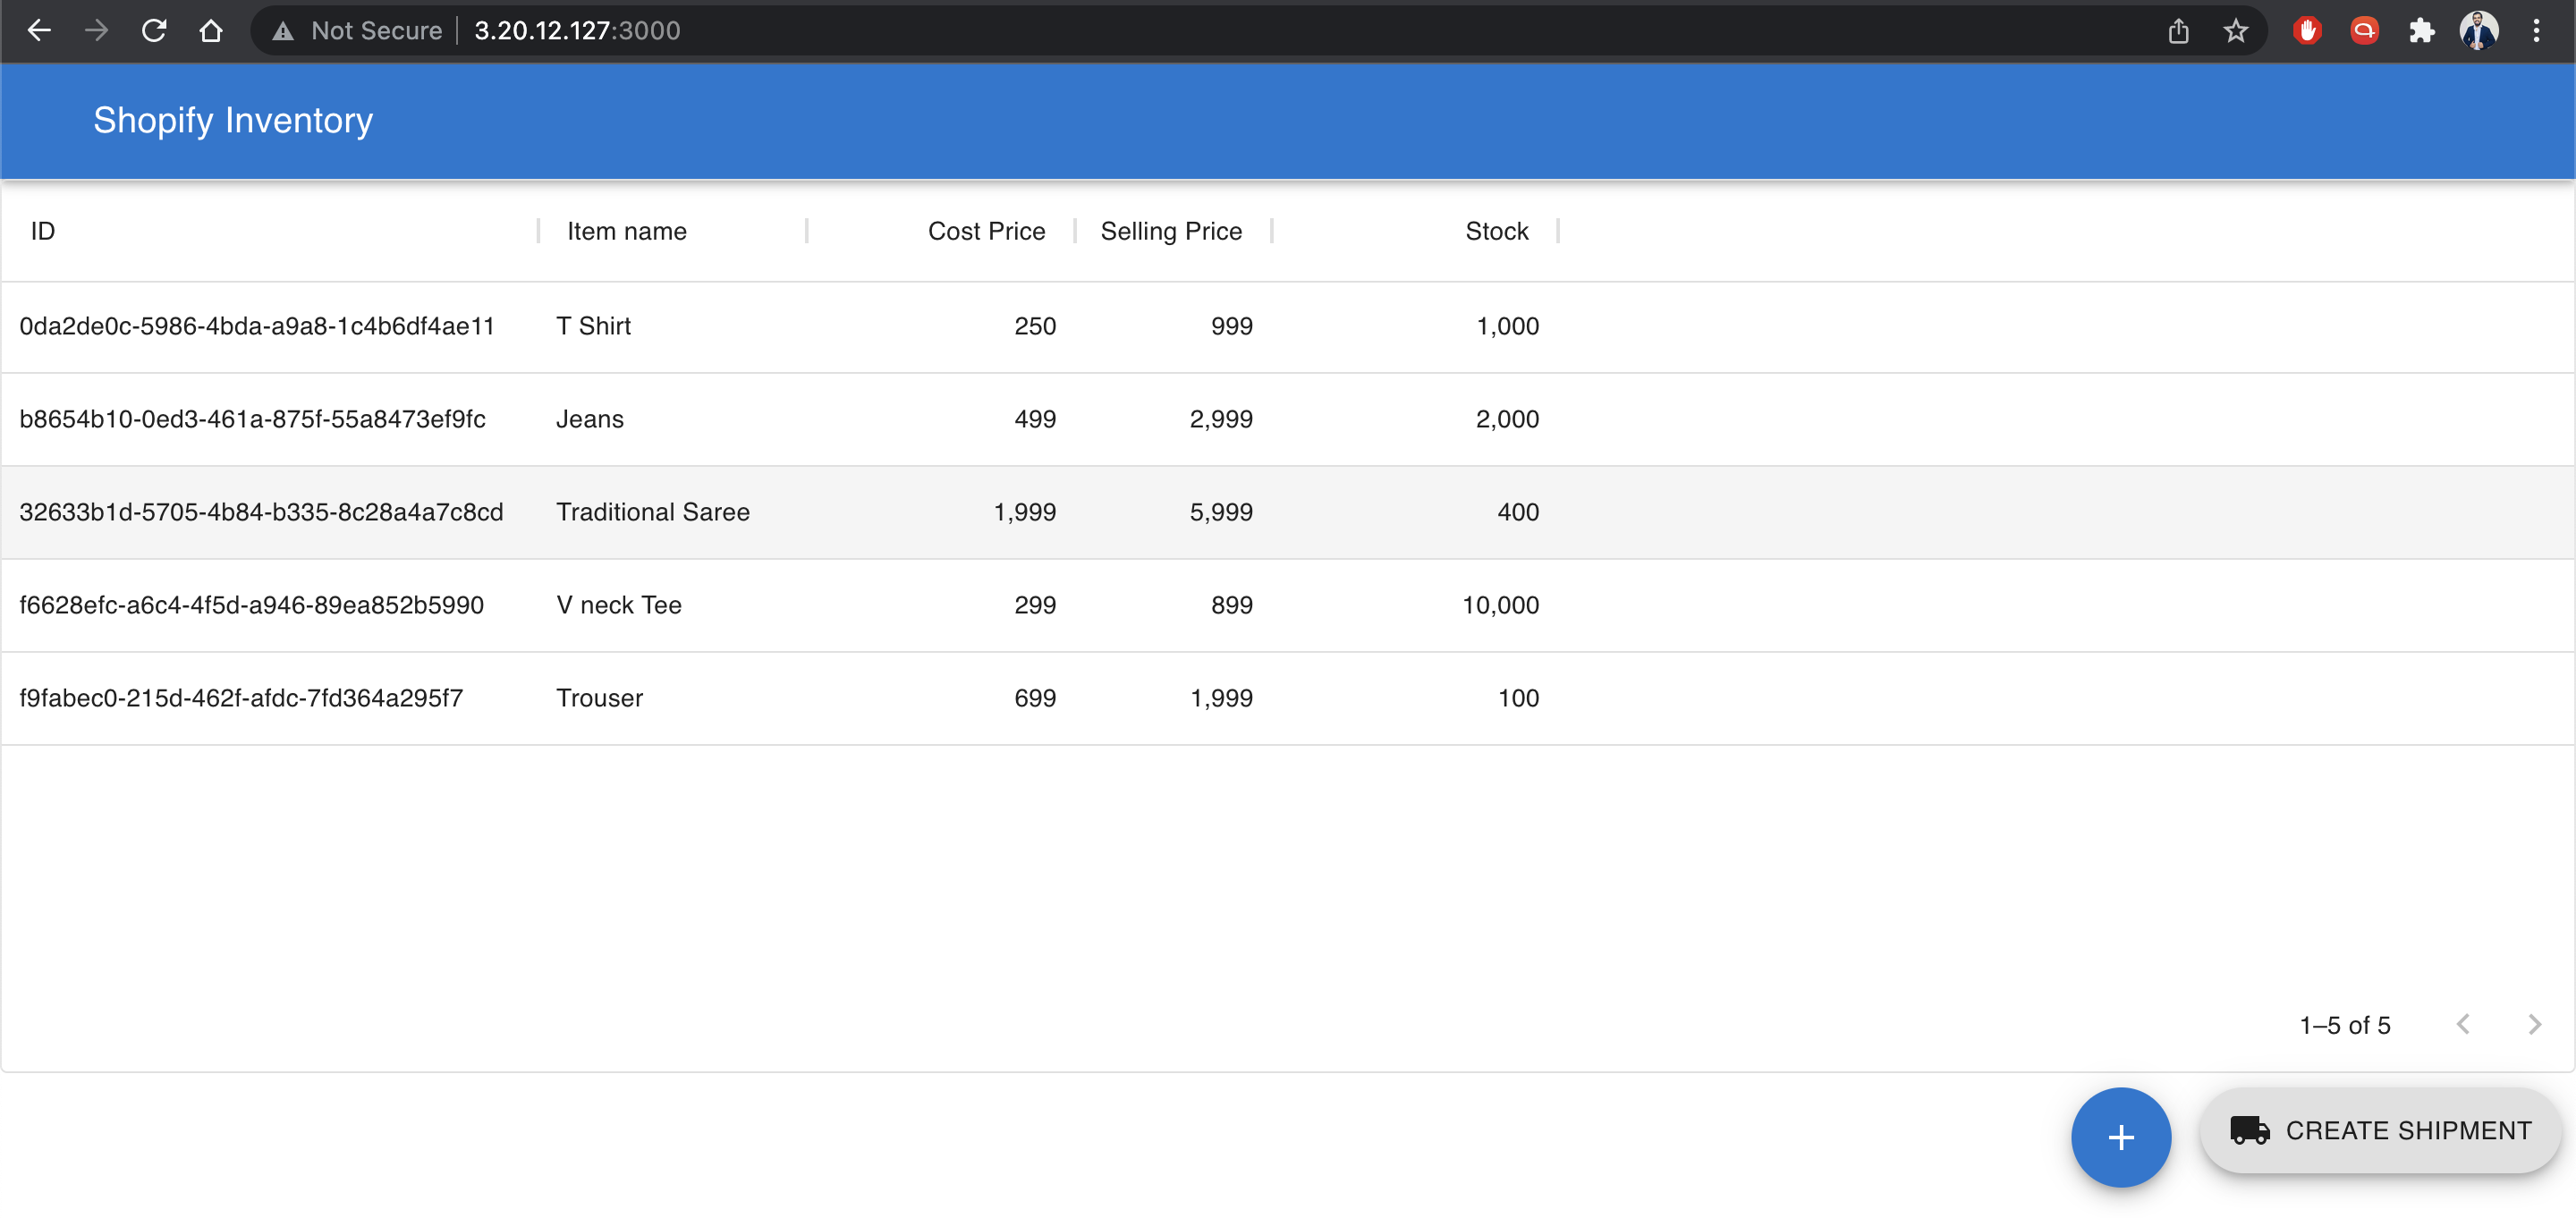 Not Secure 3.20.12.127:3000
Shopify Inventory
ID Item name Cost Price Selling Price Stock
0da2de0c-5986-4bda-a9a8-1c4b6df4ae11 T Shirt 250 999 1,000
b8654b10-0ed3-461a-875f-55a8473ef9fc Jeans 499 2,999 2,000
32633b1d-5705-4b84-b335-8c28a4a7c8cd Traditional Saree 1,999 5,999 400
f6628efc-a6c4-4f5d-a946-89ea852b5990 V neck Tee 299 899 10,000
f9fabec0-215d-462f-afdc-7fd364a295f7 Trouser 699 1,999 100
1–5 of 5
CREATE SHIPMENT